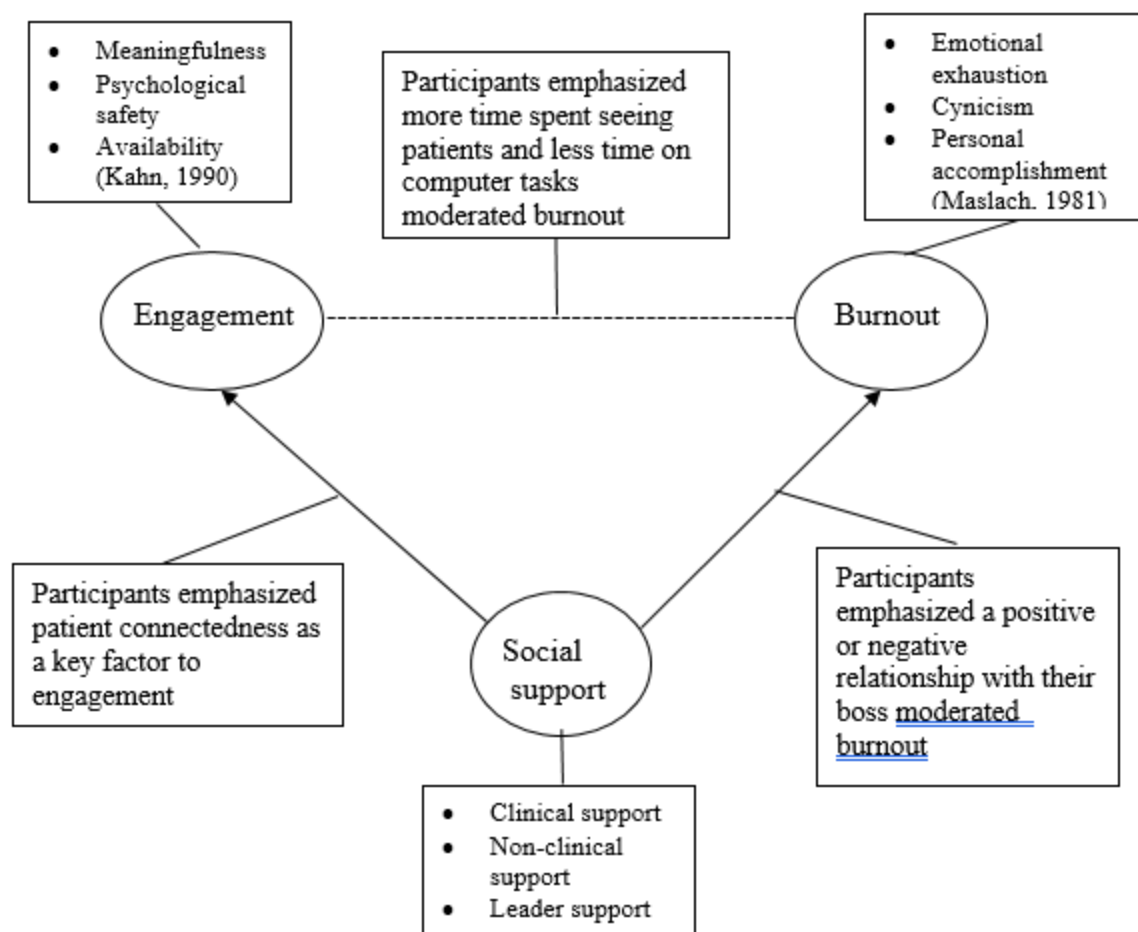 • Meaningfulness
• Psychological
safety
• Availability
(Kahn, 1990)
Participants emphasized
more time spent seeing
patients and less time on
computer tasks
moderated burnout
• Emotional
exhaustion
• Cynicism
• Personal
accomplishment
(Maslach, 1981)
Engagement
Burnout
Participants emphasized
patient connectedness as
a key factor to
engagement
Social
support
Participants
emphasized a positive
or negative
relationship with their
boss moderated
burnout
• Clinical support
• Non-clinical
support
• Leader support